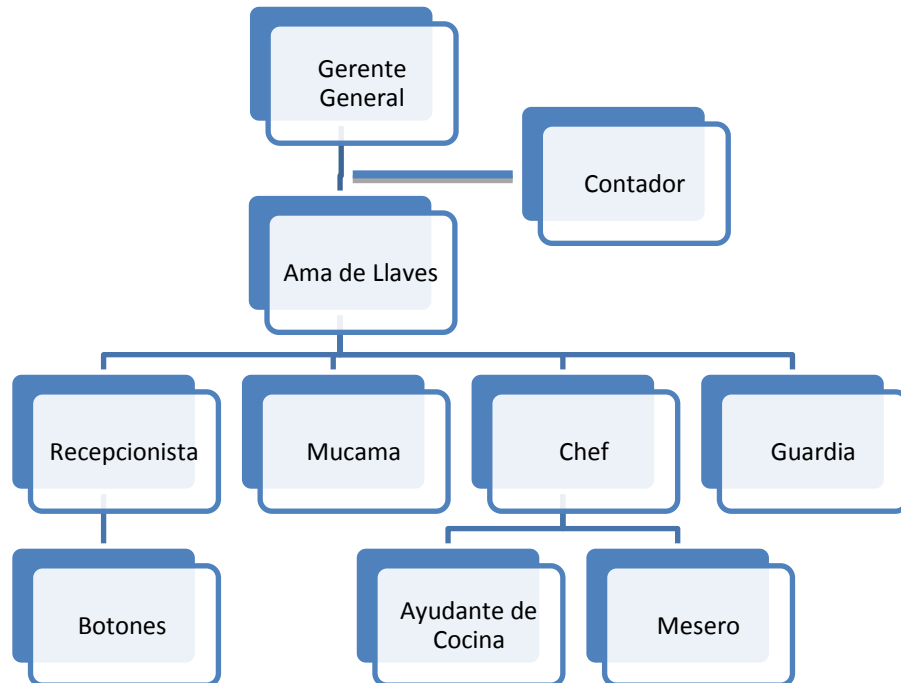 Gerente
General
Contador
Ama de Llaves
Recepcionista
Mucama
Chef
Guardia
Botones
Ayudante de
Cocina
Mesero